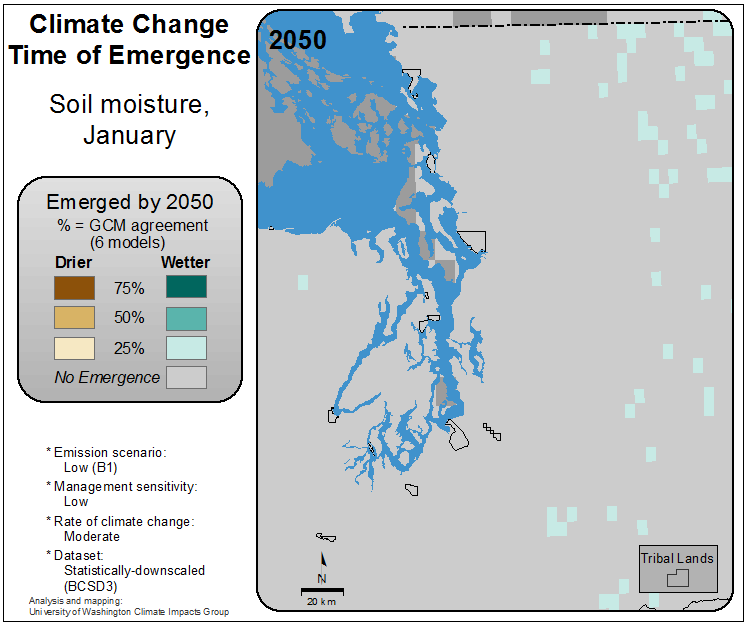 Climate Change
Time of Emergence
Soil moisture,
January
Emerged by 2050
% = GCM agreement
(6 models)
Drier Wetter
75%
50%
25%
No Emergence
* Emission scenario:
Low (B1)
* Management sensitivity:
Low
* Rate of climate change:
Moderate
* Dataset:
Statistically-downscaled
(BCSD3)
Analysis and mapping:
University of Washington Climate Impacts Group
2050
N
20 km
Tribal Lands